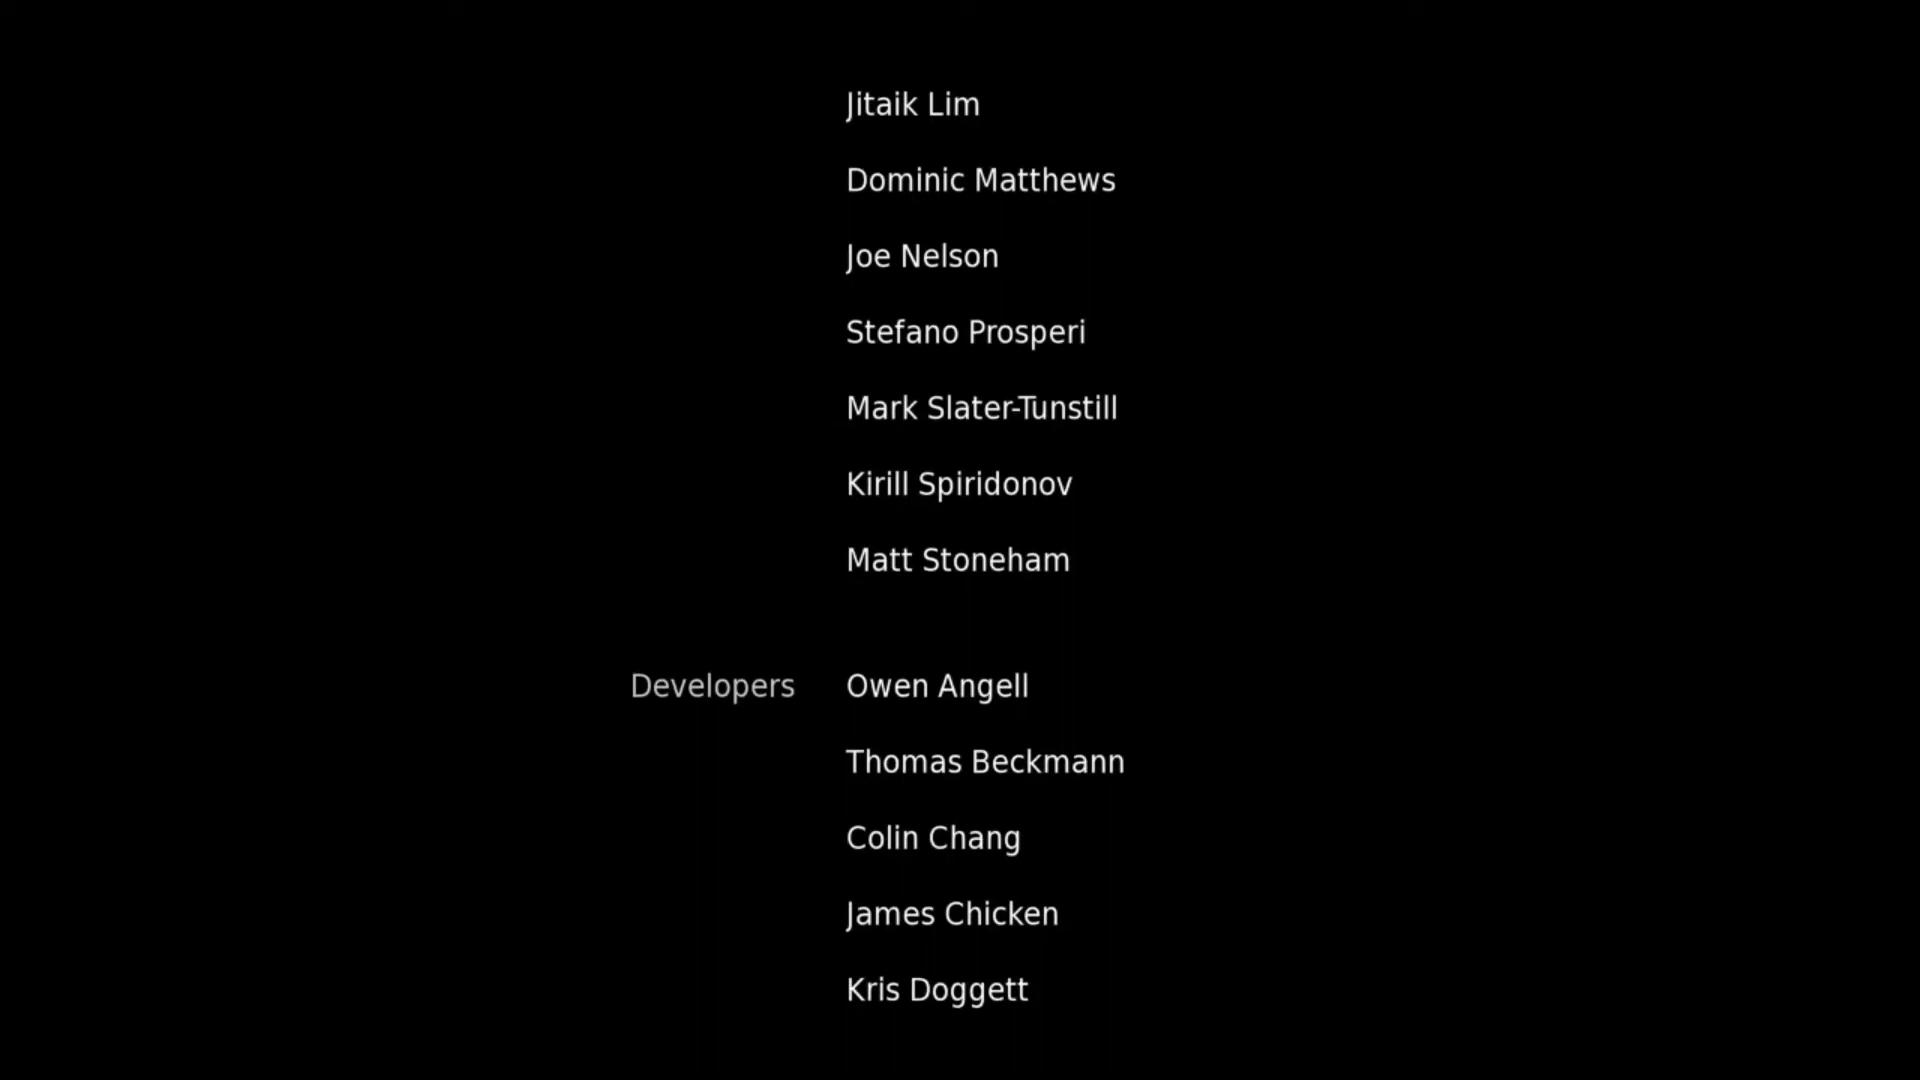 Jitaik Lim
Dominic Matthews
Joe Nelson
Stefano Prosperi
Mark Slater-Tunstill
Kirill Spiridonov
Matt Stoneham
Developers Owen Angell
Thomas Beckmann
Colin Chang
James Chicken
Kris Doggett